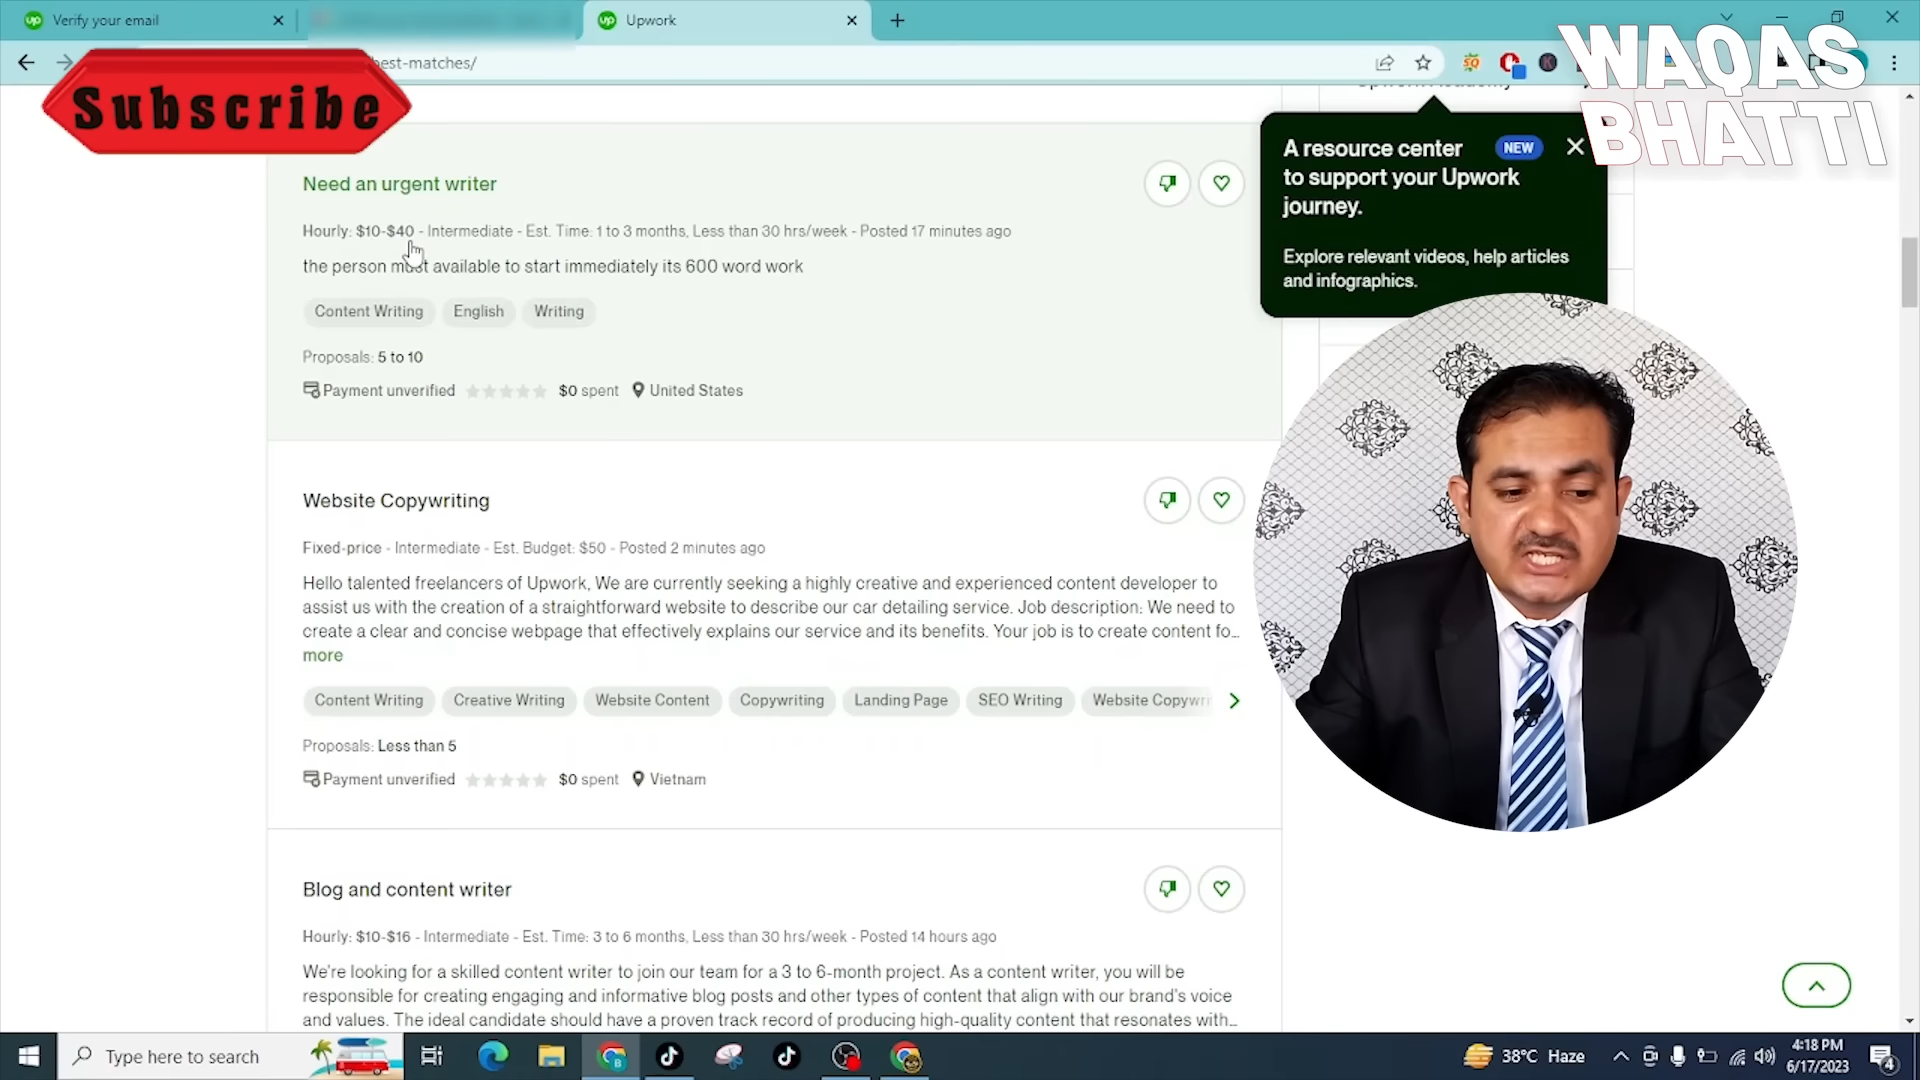 Verify your email
Upwork
best-matches/
Subscribe
WAQAS
BHATTI
A resource center
NEW
to support your Upwork
journey.
Explore relevant videos, help articles
and infographics.
Need an urgent writer
Hourly: $10-$40 - Intermediate - Est. Time: 1 to 3 months, Less than 30 hrs/week - Posted 17 minutes ago
the person must available to start immediately its 600 word work
Content Writing English Writing
Proposals: 5 to 10
Payment unverified $0 spent United States
Website Copywriting
Fixed-price - Intermediate - Est. Budget: $50 - Posted 2 minutes ago
Hello talented freelancers of Upwork, We are currently seeking a highly creative and experienced content developer to
assist us with the creation of a straightforward website to describe our car detailing service. Job description: We need to
create a clear and concise webpage that effectively explains our service and its benefits. Your job is to create content fo…
more
Content Writing Creative Writing Website Content Copywriting Landing Page SEO Writing Website Copywri
Proposals: Less than 5
Payment unverified $0 spent Vietnam
Blog and content writer
Hourly: $10-$16 - Intermediate - Est. Time: 3 to 6 months, Less than 30 hrs/week - Posted 14 hours ago
We're looking for a skilled content writer to join our team for a 3 to 6-month project. As a content writer, you will be
responsible for creating engaging and informative blog posts and other types of content that align with our brand's voice
and values. The ideal candidate should have a proven track record of producing high-quality content that resonates with…
Type here to search
38°C Haze
4:18 PM
6/17/2023
4